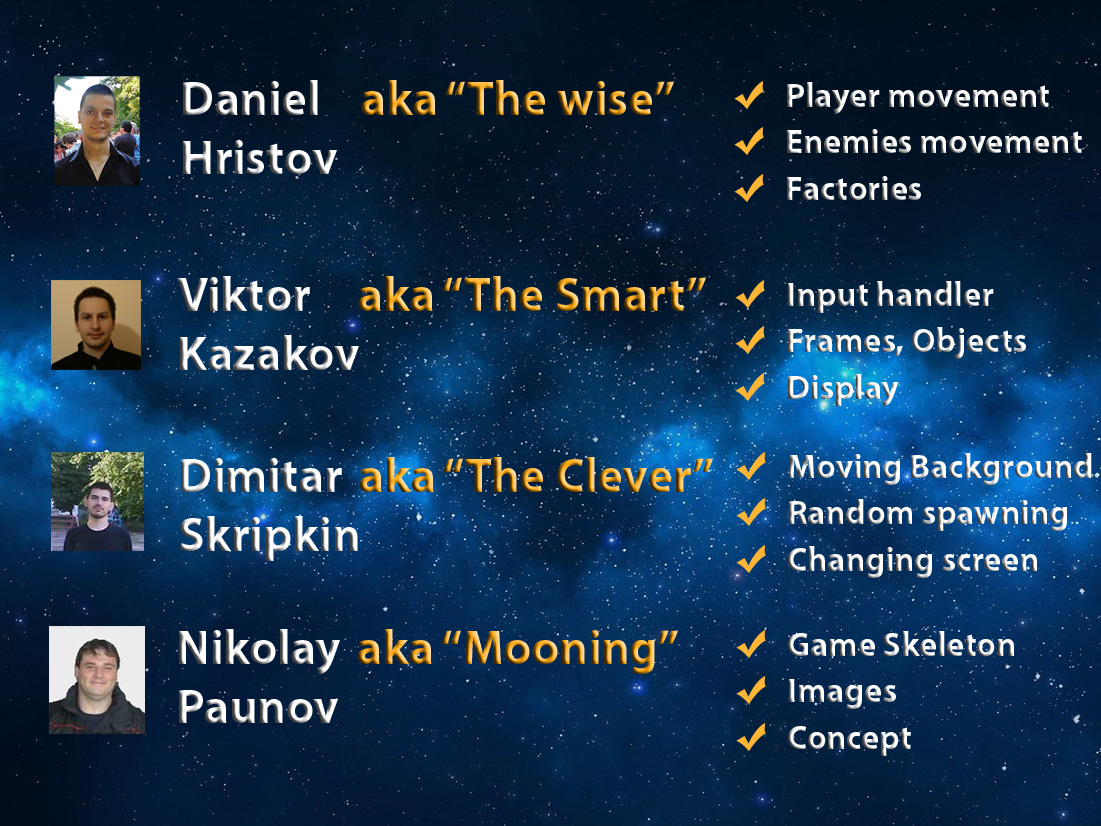 Daniel aka “The wise”
Hristov
Player movement
Enemies movement
Factories
Viktor aka “The Smart”
Kazakov
Input handler
Frames, Objects
Display
Dimitar aka “The Clever”
Skripkin
Moving Background.
Random spawning
Changing screen
Nikolay aka “Mooning”
Paunov
Game Skeleton
Images
Concept